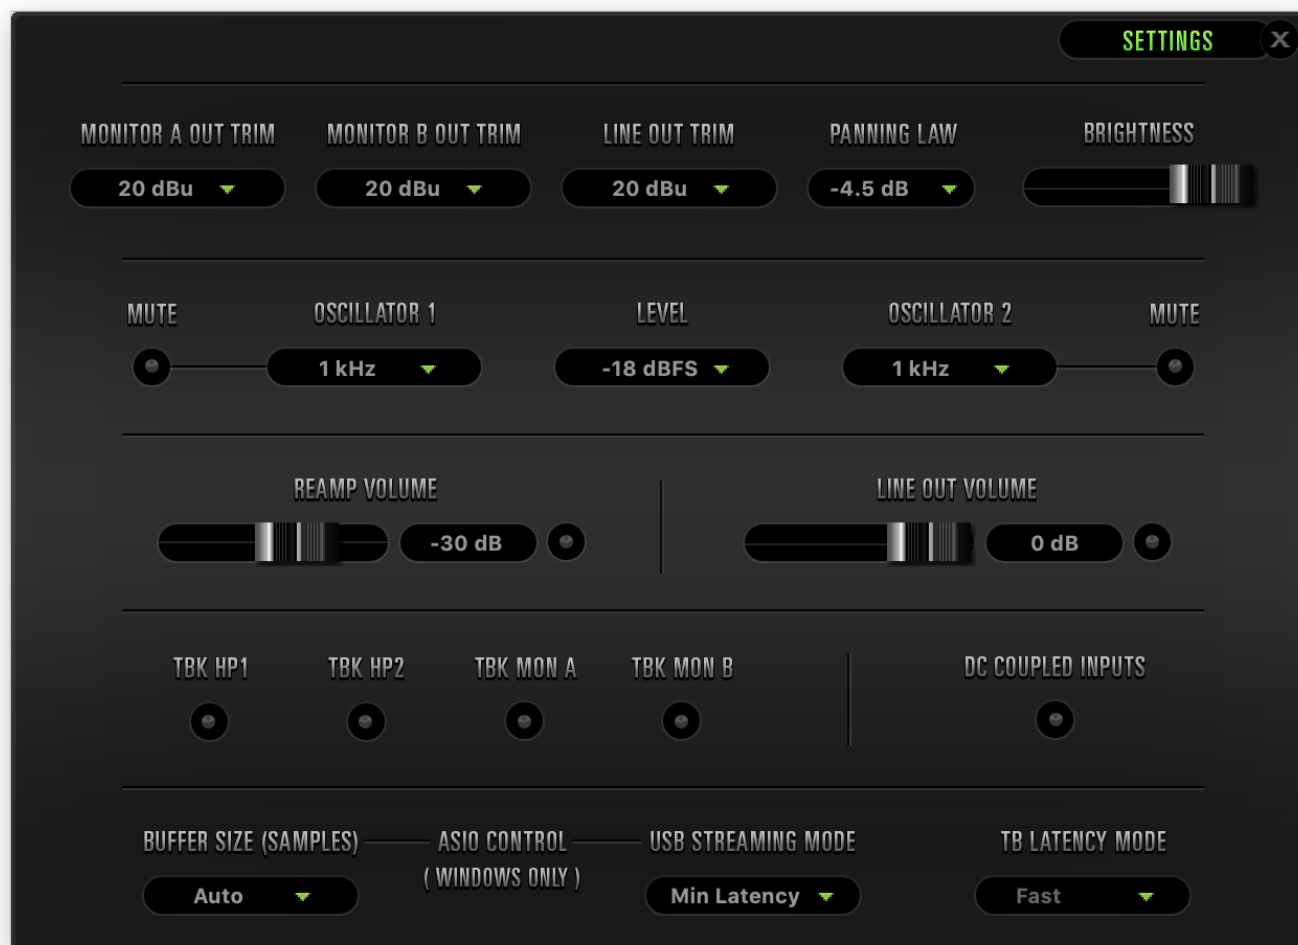 SETTINGS X
MONITOR A OUT TRIM MONITOR B OUT TRIM LINE OUT TRIM PANNING LAW BRIGHTNESS
20 dBu 20 dBu 20 dBu -4.5 dB
MUTE OSCILLATOR 1 LEVEL OSCILLATOR 2 MUTE
1 kHz -18 dBFS 1 kHz
REAMP VOLUME LINE OUT VOLUME
-30 dB 0 dB
TBK HP1 TBK HP2 TBK MON A TBK MON B DC COUPLED INPUTS
BUFFER SIZE (SAMPLES) ASIO CONTROL USB STREAMING MODE TB LATENCY MODE
( WINDOWS ONLY )
Auto Min Latency Fast